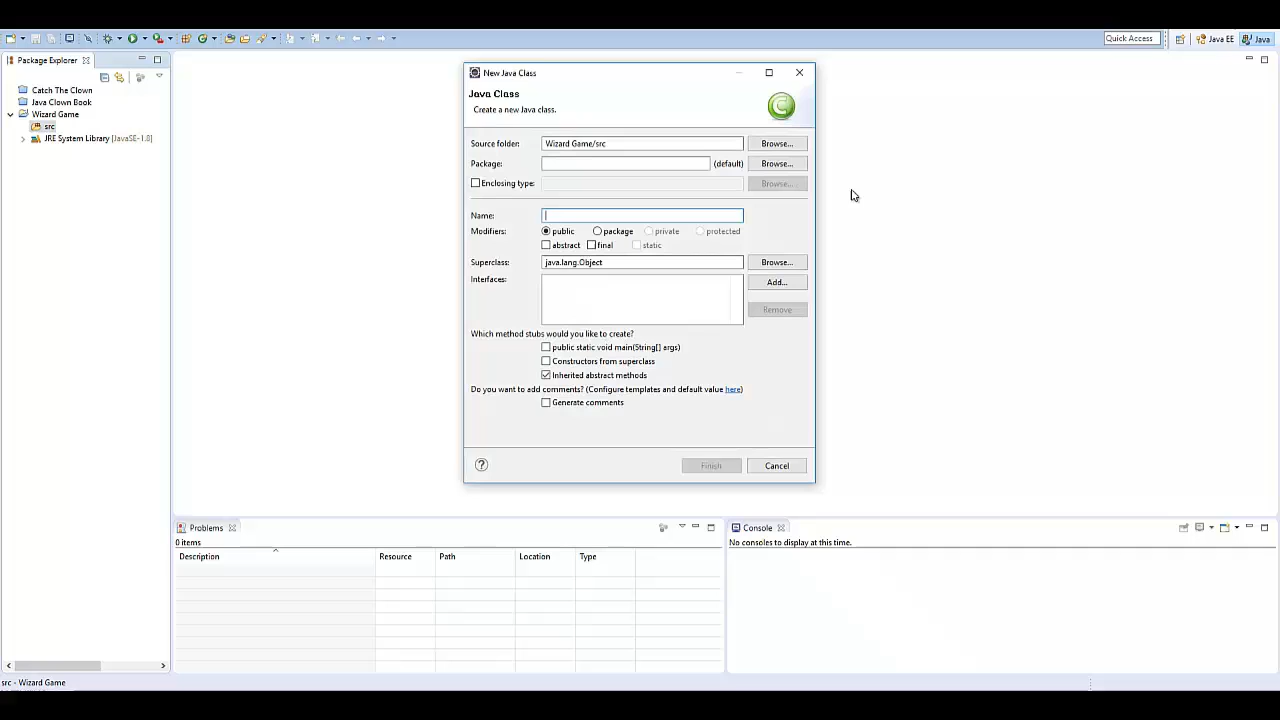 Quick Access
Java EE
Java
Package Explorer
Catch The Clown
Java Clown Book
Wizard Game
src
JRE System Library [JavaSE-1.8]
New Java Class
Java Class
Create a new Java class.
Source folder: Wizard Game/src Browse...
Package: (default) Browse...
Enclosing type: Browse...
Name:
Modifiers: public package private protected
abstract final static
Superclass: java.lang.Object Browse...
Interfaces: Add...
Remove
Which method stubs would you like to create?
public static void main(String[] args)
Constructors from superclass
Inherited abstract methods
Do you want to add comments? (Configure templates and default value here)
Generate comments
? Finish Cancel
Problems
0 items
Description Resource Path Location Type
Console
No consoles to display at this time.
src - Wizard Game